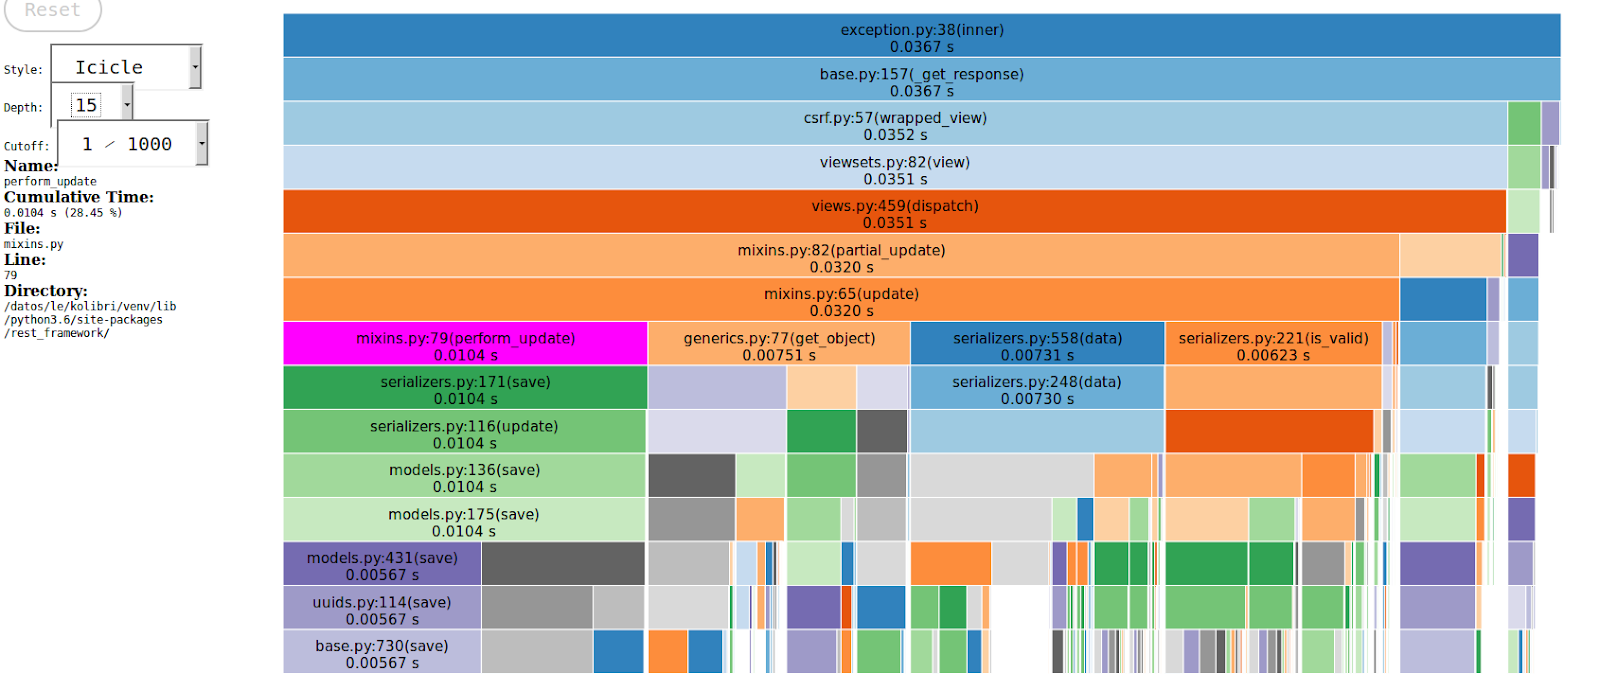 Reset
Style: Icicle
Depth: 15
Cutoff: 1 / 1000
Name:
perform_update
Cumulative Time:
0.0104 s (28.45 %)
File:
mixins.py
Line:
79
Directory:
/datos/le/kolibri/venv/lib
/python3.6/site-packages
/rest_framework/
exception.py:38(inner)
0.0367 s
base.py:157(_get_response)
0.0367 s
csrf.py:57(wrapped_view)
0.0352 s
viewsets.py:82(view)
0.0351 s
views.py:459(dispatch)
0.0351 s
mixins.py:82(partial_update)
0.0320 s
mixins.py:65(update)
0.0320 s
mixins.py:79(perform_update)
0.0104 s
generics.py:77(get_object)
0.00751 s
serializers.py:558(data)
0.00731 s
serializers.py:221(is_valid)
0.00623 s
serializers.py:171(save)
0.0104 s
serializers.py:248(data)
0.00730 s
serializers.py:116(update)
0.0104 s
models.py:136(save)
0.0104 s
models.py:175(save)
0.0104 s
models.py:431(save)
0.00567 s
uuids.py:114(save)
0.00567 s
base.py:730(save)
0.00567 s